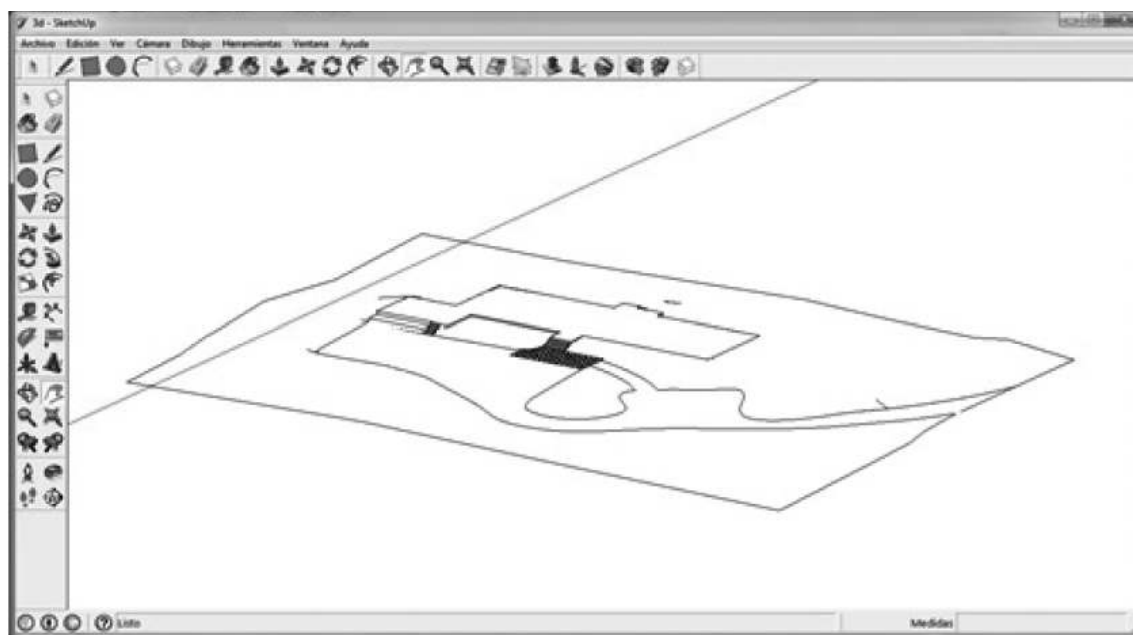 3d - SketchUp
Archivo Edición Ver Cámara Dibujo Herramientas Ventana Ayuda
Listo
Medidas